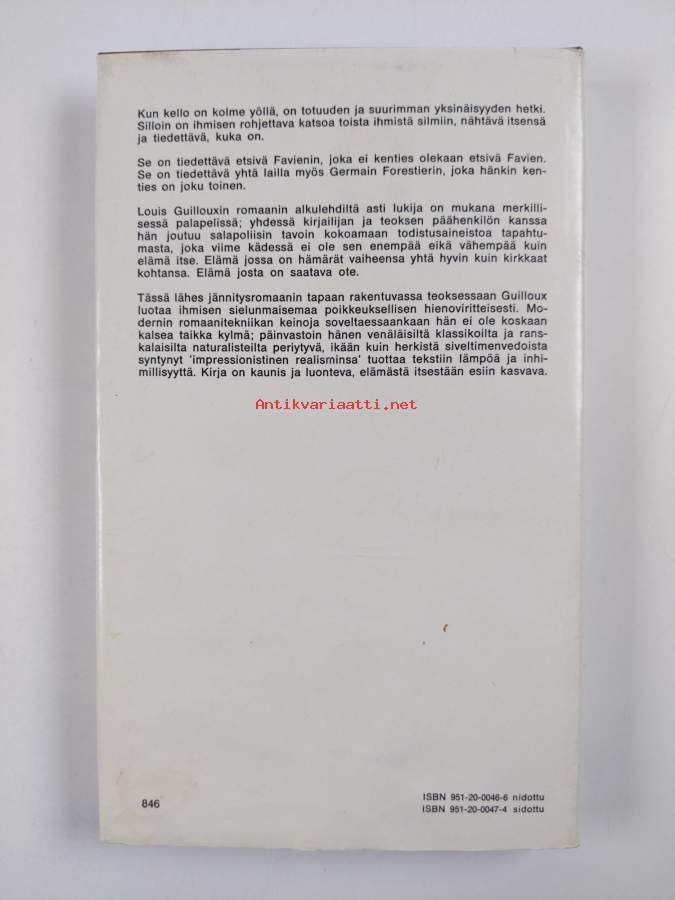 Kun kello on kolme yöllä, on totuuden ja suurimman yksinäisyyden hetki.
Silloin on ihmisen rohjettava katsoa toista ihmistä silmiin, nähtävä itsensä
ja tiedettävä, kuka on.
Se on tiedettävä etsivä Favienin, joka ei kenties olekaan etsivä Favien.
Se on tiedettävä yhtä lailla myös Germain Forestierin, joka hänkin ken-
ties on joku toinen.
Louis Guillouxin romaanin alkulehdiltä asti lukija on mukana merkilli-
sessä palapelissä; yhdessä kirjailijan ja teoksen päähenkilön kanssa
hän joutuu salapoliisin tavoin kokoamaan todistusaineistoa tapahtu-
masta, joka viime kädessä ei ole sen enempää eikä vähempää kuin
elämä itse. Elämä jossa on hämärät vaiheensa yhtä hyvin kuin kirkkaat
kohtansa. Elämä josta on saatava ote.
Tässä lähes jännitysromaanin tapaan rakentuvassa teoksessaan Guilloux
luotaa ihmisen sielunmaisemaa poikkeuksellisen hienoviritteisesti. Mo-
dernin romaanitekniikan keinoja soveltaessaankaan hän ei ole koskaan
kalsea taikka kylmä; päinvastoin hänen venäläisiltä klassikoilta ja rans-
kalaisilta naturalisteilta periytyvä, ikään kuin herkistä siveltimenvedoista
syntynyt 'impressionistinen realisminsa' tuottaa tekstiin lämpöä ja inhi-
millisyyttä. Kirja on kaunis ja luonteva, elämästä itsestään esiin kasvava.
Antikvariaatti.net
846
ISBN 951-20-0046-6 nidottu
ISBN 951-20-0047-4 sidottu